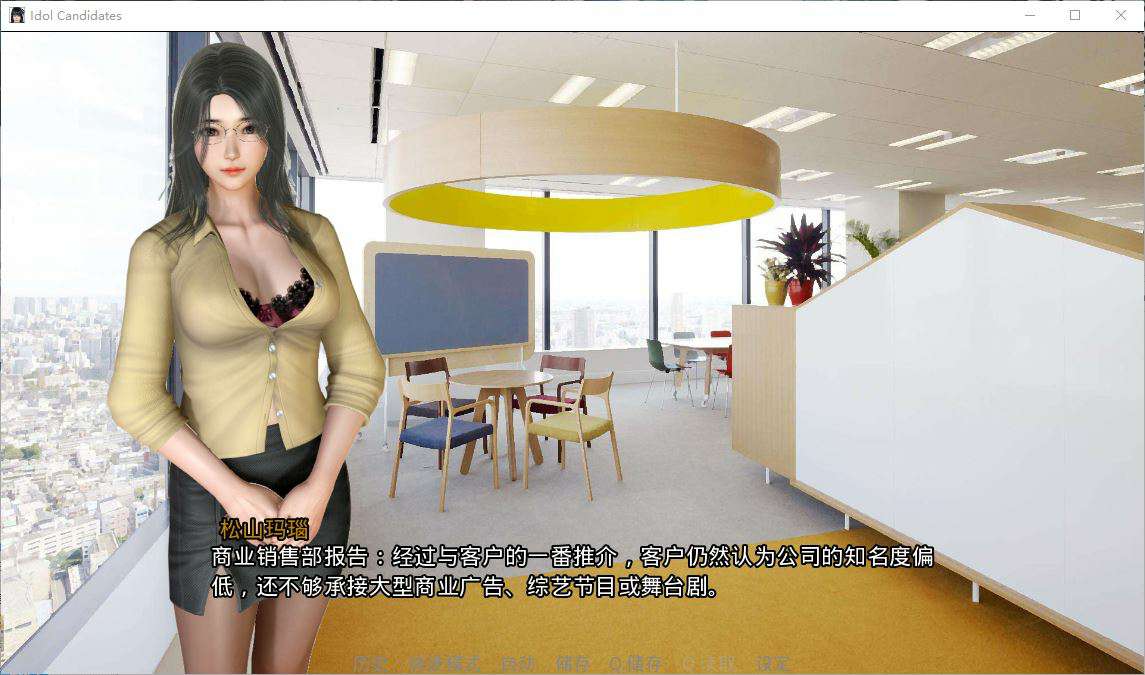 Idol Candidates
松山玛瑙
商业销售部报告：经过与客户的一番推介，客户仍然认为公司的知名度偏
低，还不够承接大型商业广告、综艺节目或舞台剧。
历史 快进模式 自动 储存 Q.储存 Q.读取 设定